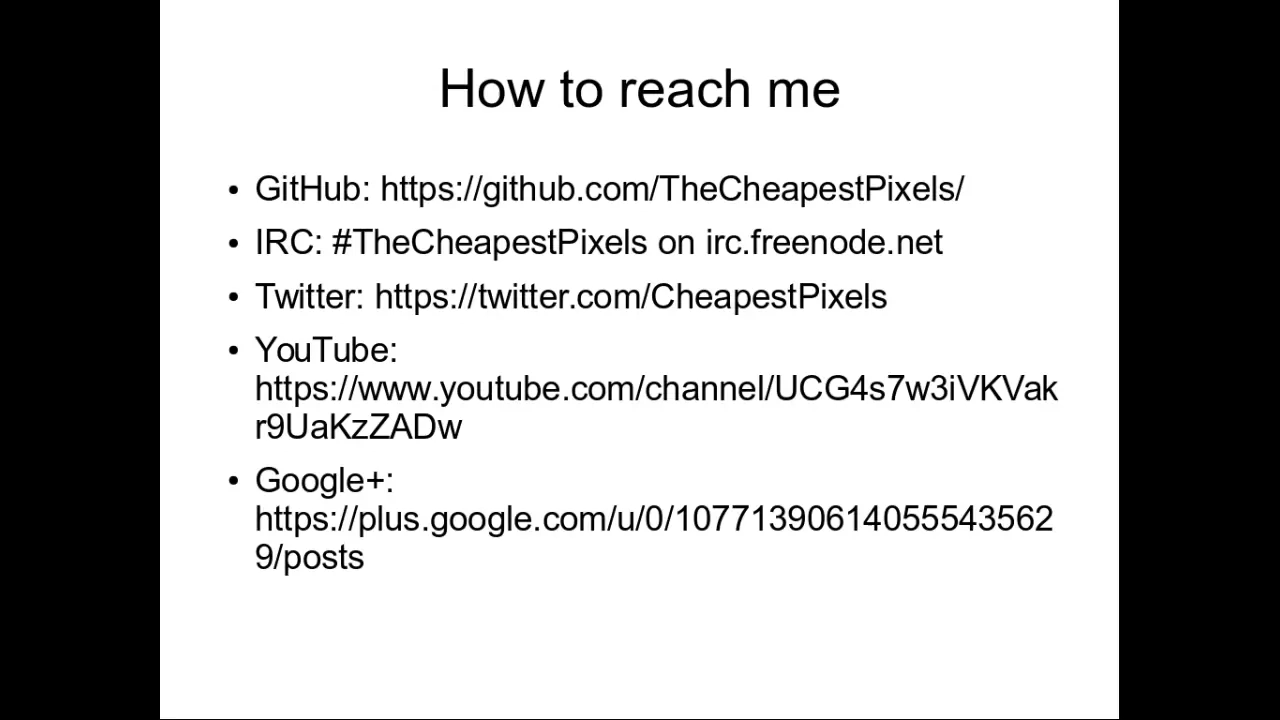 How to reach me
• GitHub: https://github.com/TheCheapestPixels/
• IRC: #TheCheapestPixels on irc.freenode.net
• Twitter: https://twitter.com/CheapestPixels
• YouTube:
https://www.youtube.com/channel/UCG4s7w3iVKVak
r9UaKzZADw
• Google+:
https://plus.google.com/u/0/10771390614055543562
9/posts